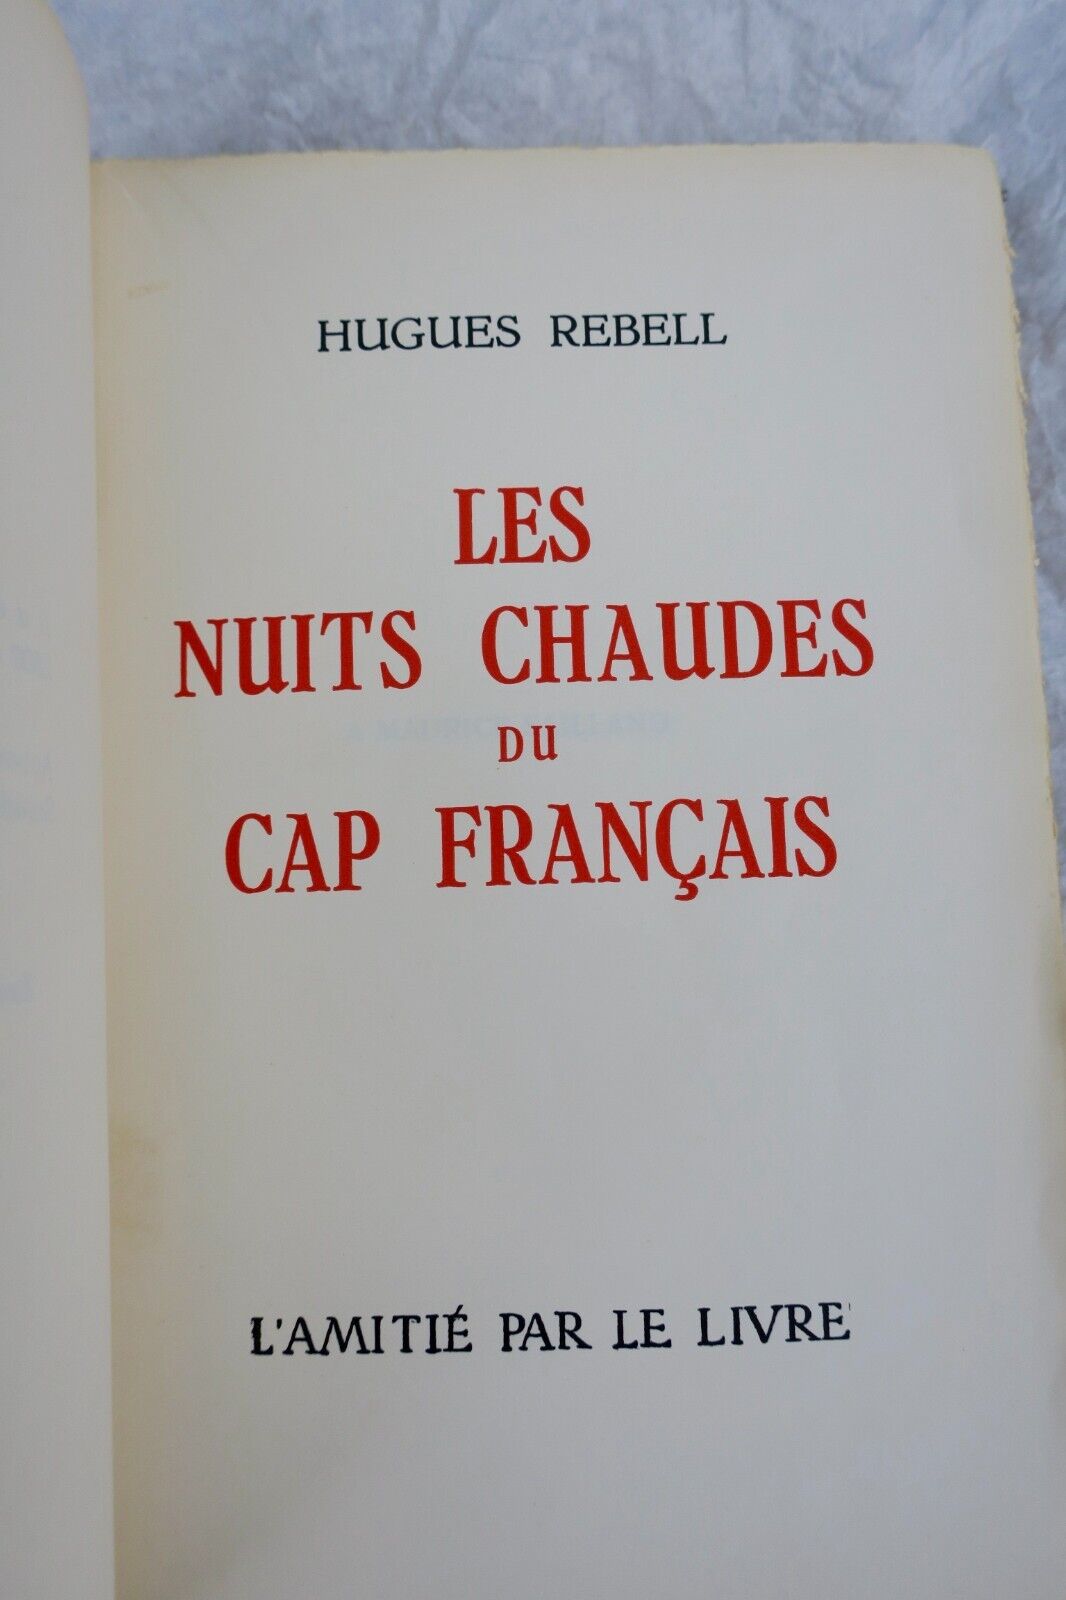 HUGUES REBELL
LES
NUITS CHAUDES
DU
CAP FRANÇAIS
L'AMITIÉ PAR LE LIVRE